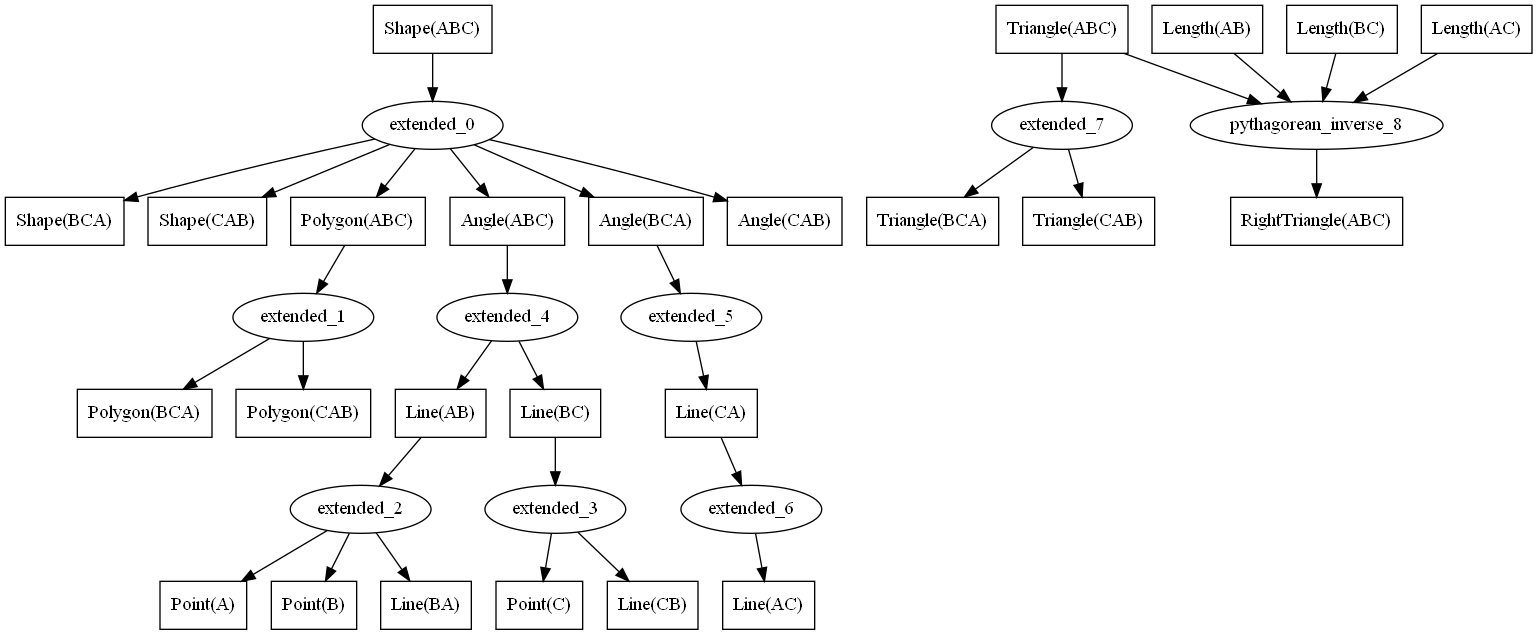 Shape(ABC)
Triangle(ABC)
Length(AB)
Length(BC)
Length(AC)
extended_0
extended_7
pythagorean_inverse_8
Shape(BCA)
Shape(CAB)
Polygon(ABC)
Angle(ABC)
Angle(BCA)
Angle(CAB)
Triangle(BCA)
Triangle(CAB)
RightTriangle(ABC)
extended_1
extended_4
extended_5
Polygon(BCA)
Polygon(CAB)
Line(AB)
Line(BC)
Line(CA)
extended_2
extended_3
extended_6
Point(A)
Point(B)
Line(BA)
Point(C)
Line(CB)
Line(AC)